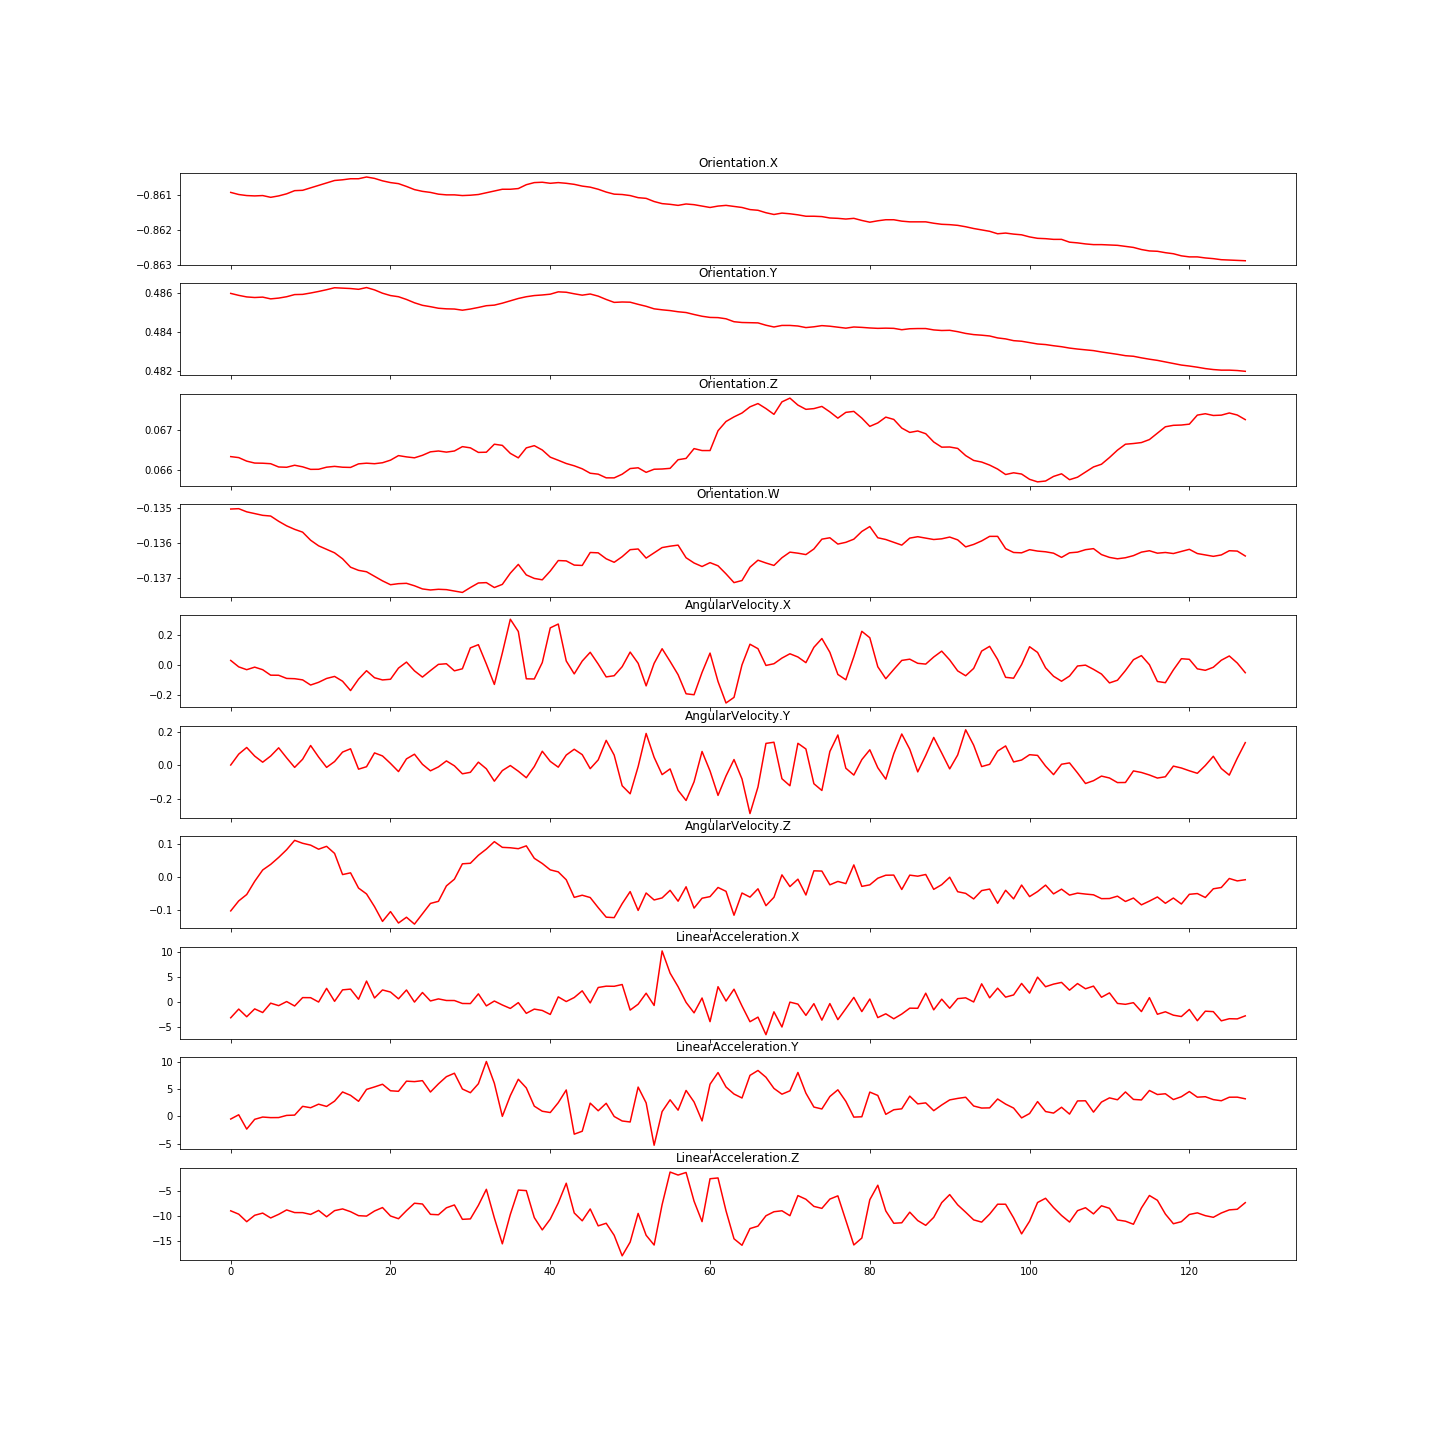 Orientation.X
−0.861
−0.862
−0.863
Orientation.Y
0.486
0.484
0.482
Orientation.Z
0.067
0.066
Orientation.W
−0.135
−0.136
−0.137
AngularVelocity.X
0.2
0.0
−0.2
AngularVelocity.Y
0.2
0.0
−0.2
AngularVelocity.Z
0.1
0.0
−0.1
LinearAcceleration.X
10
5
0
−5
LinearAcceleration.Y
10
5
0
−5
LinearAcceleration.Z
−5
−10
−15
0 20 40 60 80 100 120